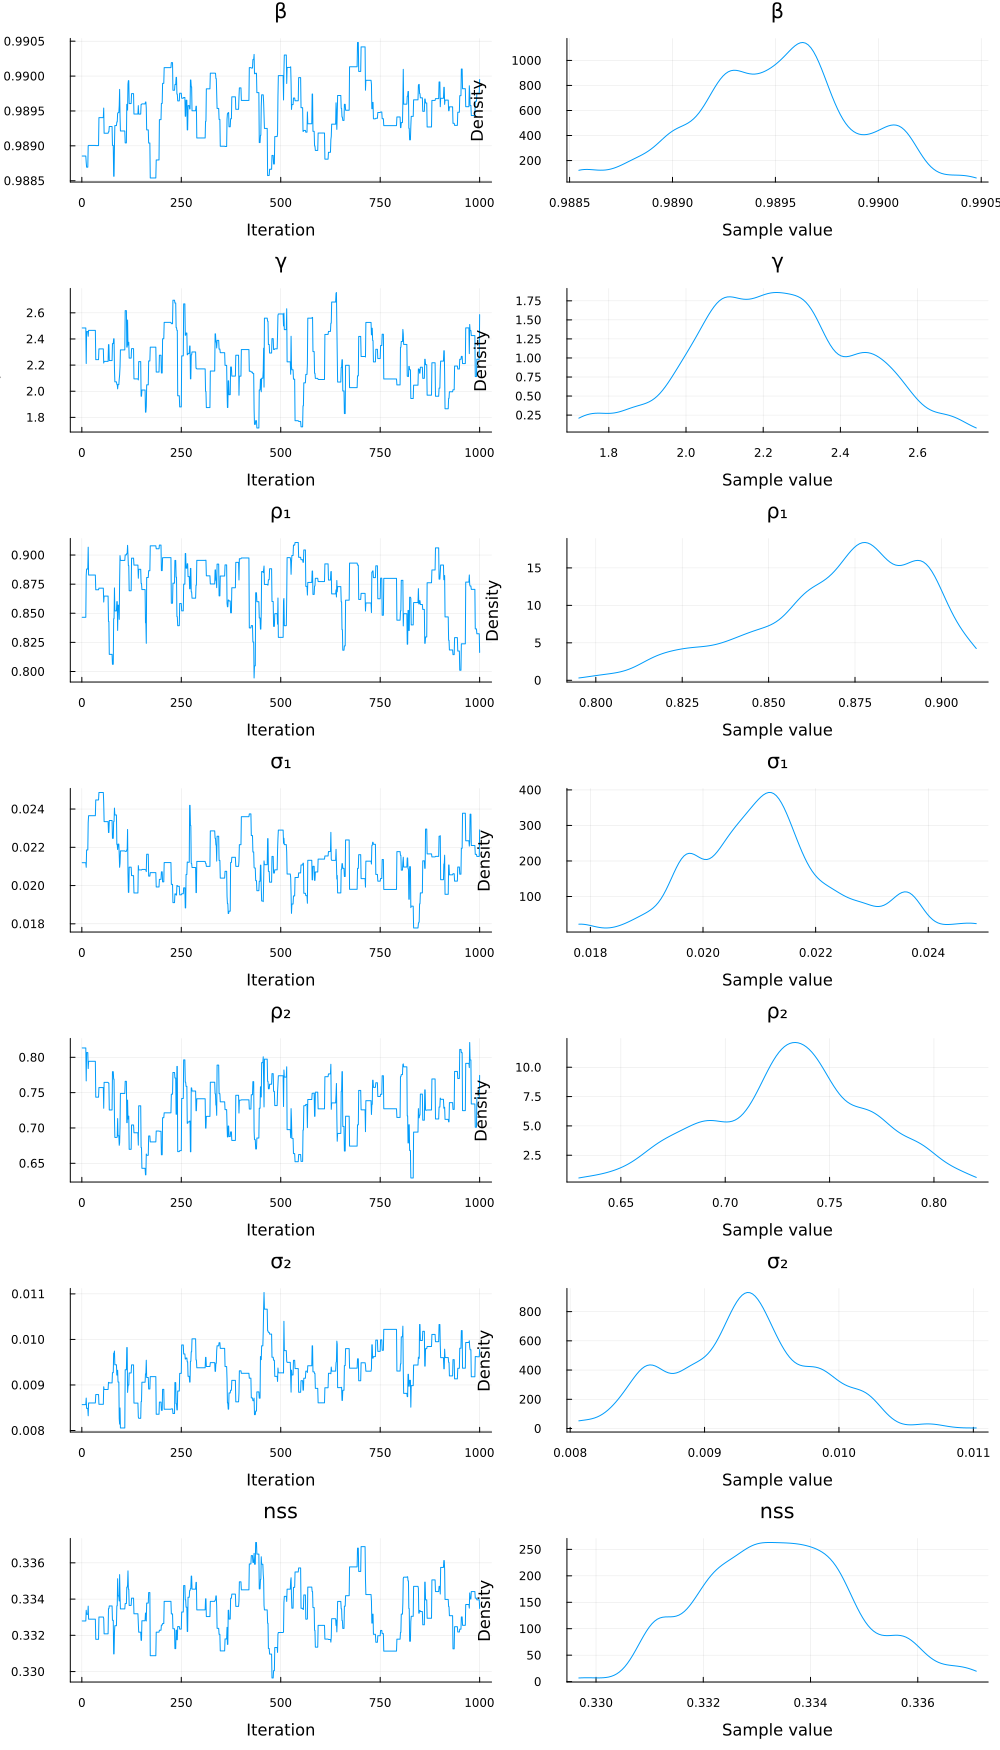 β
β
0.9905
0.9900
0.9895
0.9890
0.9885
0 250 500 750 1000
Iteration
Density
1000
800
600
400
200
0.9885 0.9890 0.9895 0.9900 0.9905
Sample value
γ
γ
2.6
2.4
2.2
2.0
1.8
0 250 500 750 1000
Iteration
Density
1.75
1.50
1.25
1.00
0.75
0.50
0.25
1.8 2.0 2.2 2.4 2.6
Sample value
ρ₁
ρ₁
0.900
0.875
0.850
0.825
0.800
0 250 500 750 1000
Iteration
Density
15
10
5
0
0.800 0.825 0.850 0.875 0.900
Sample value
σ₁
σ₁
0.024
0.022
0.020
0.018
0 250 500 750 1000
Iteration
Density
400
300
200
100
0.018 0.020 0.022 0.024
Sample value
ρ₂
ρ₂
0.80
0.75
0.70
0.65
0 250 500 750 1000
Iteration
Density
10.0
7.5
5.0
2.5
0.65 0.70 0.75 0.80
Sample value
σ₂
σ₂
0.011
0.010
0.009
0.008
0 250 500 750 1000
Iteration
Density
800
600
400
200
0
0.008 0.009 0.010 0.011
Sample value
nss
nss
0.336
0.334
0.332
0.330
0 250 500 750 1000
Iteration
Density
250
200
150
100
50
0
0.330 0.332 0.334 0.336
Sample value